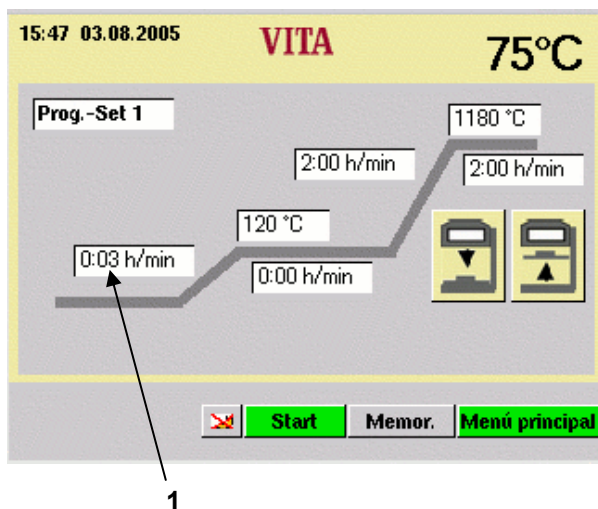 15:47 03.08.2005 VITA 75°C
Prog.-Set 1
1180 °C
2:00 h/min
2:00 h/min
120 °C
0:03 h/min
0:00 h/min
Start Memor. Menú principal
1